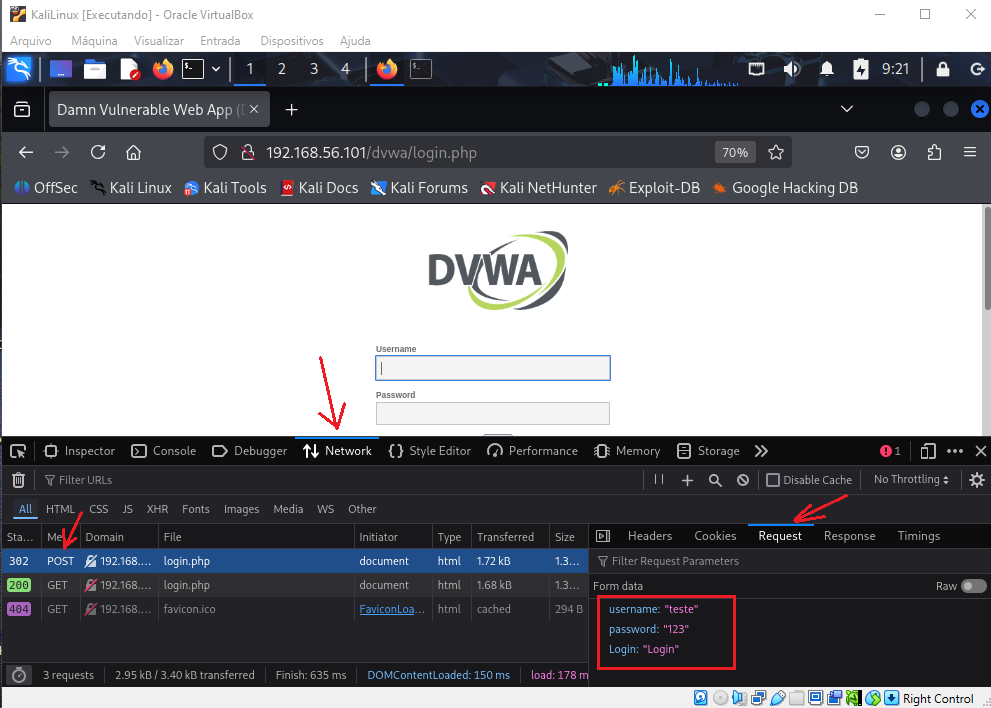 KaliLinux [Executando] - Oracle VirtualBox
Arquivo Máquina Visualizar Entrada Dispositivos Ajuda
1 2 3 4 9:21
Damn Vulnerable Web App (
192.168.56.101/dvwa/login.php 70%
OffSec Kali Linux Kali Tools Kali Docs Kali Forums Kali NetHunter Exploit-DB Google Hacking DB
DVWA
Username
Password
Inspector Console Debugger Network Style Editor Performance Memory Storage 1
Filter URLs Disable Cache No Throttling
All HTML CSS JS XHR Fonts Images Media WS Other
Headers Cookies Request Response Timings
Sta... Me Domain File Initiator Type Transferred Size
302 POST 192.168.... login.php document html 1.72 kB 1.3...
200 GET 192.168.... login.php document html 1.68 kB 1.3...
404 GET 192.168.... favicon.ico FaviconLoa... html cached 294 B
Filter Request Parameters
Form data Raw
username: "teste"
password: "123"
Login: "Login"
3 requests 2.95 kB / 3.40 kB transferred Finish: 635 ms DOMContentLoaded: 150 ms load: 178 m
Right Control